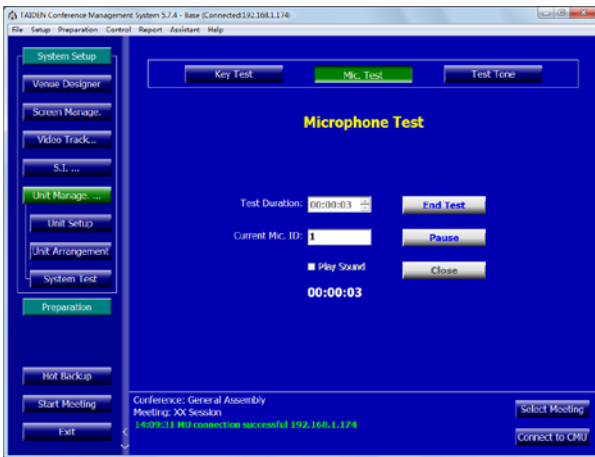 TAIDEN Conference Management System 5.7.4 - Base (Connected:192.168.1.174)
File Setup Preparation Control Report Assistant Help
System Setup
Venue Designer
Screen Manage.
Video Track...
S.I. ...
Unit Manage. ...
Unit Setup
Unit Arrangement
System Test
Preparation
Hot Backup
Start Meeting
Exit
Key Test Mic. Test Test Tone
Microphone Test
Test Duration: 00:00:03 End Test
Current Mic. ID: 1 Pause
Play Sound Close
00:00:03
Conference: General Assembly
Meeting: XX Session
14:09:31 MU connection successful 192.168.1.174
Select Meeting
Connect to CMU